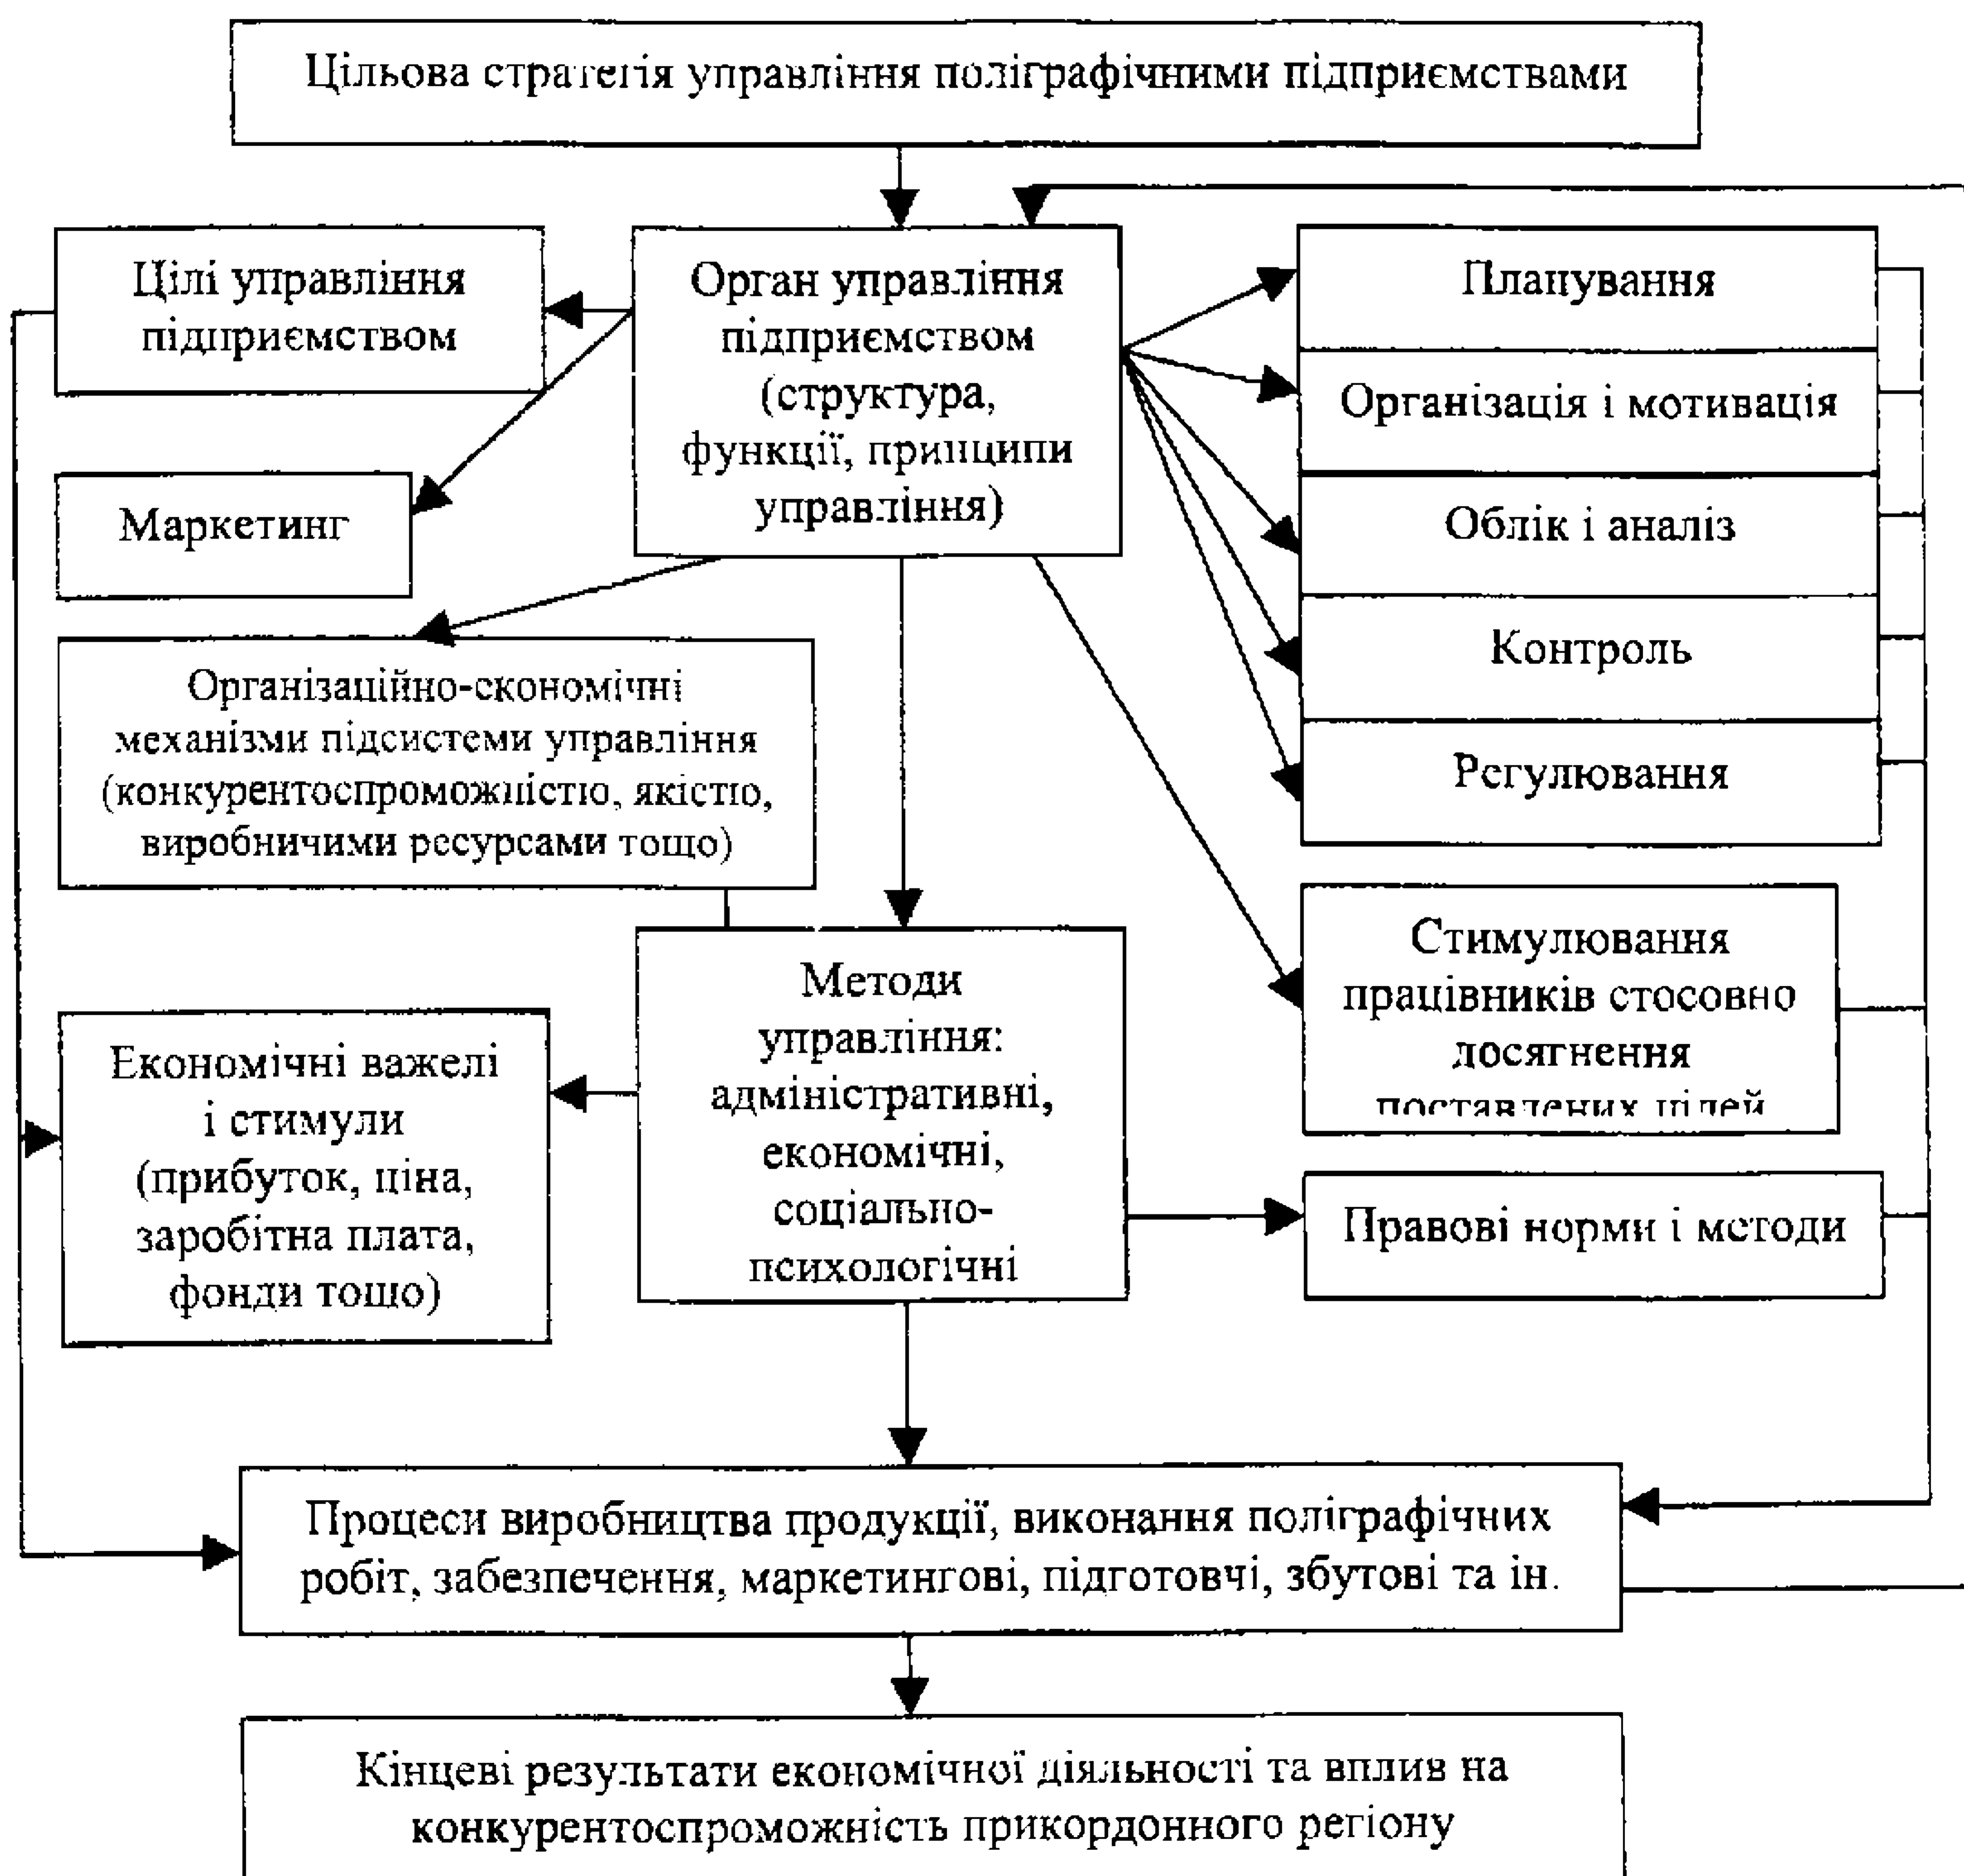 Цільова стратегія управління поліграфічними підприємствами
Цілі управління
підприємством
Орган управління
підприємством
(структура,
функції, принципи
управління)
Планування
Організація і мотивація
Облік і аналіз
Контроль
Регулювання
Маркетинг
Організаційно-економічні
механізми підсистеми управління
(конкурентоспроможністю, якістю,
виробничими ресурсами тощо)
Методи
управління:
адміністративні,
економічні,
соціально-
психологічні
Стимулювання
працівників стосовно
досягнення
поставлених цілей
Економічні важелі
і стимули
(прибуток, ціна,
заробітна плата,
фонди тощо)
Правові норми і методи
Процеси виробництва продукції, виконання поліграфічних
робіт, забезпечення, маркетингові, підготовчі, збутові та ін.
Кінцеві результати економічної діяльності та вплив на
конкурентоспроможність прикордонного регіону